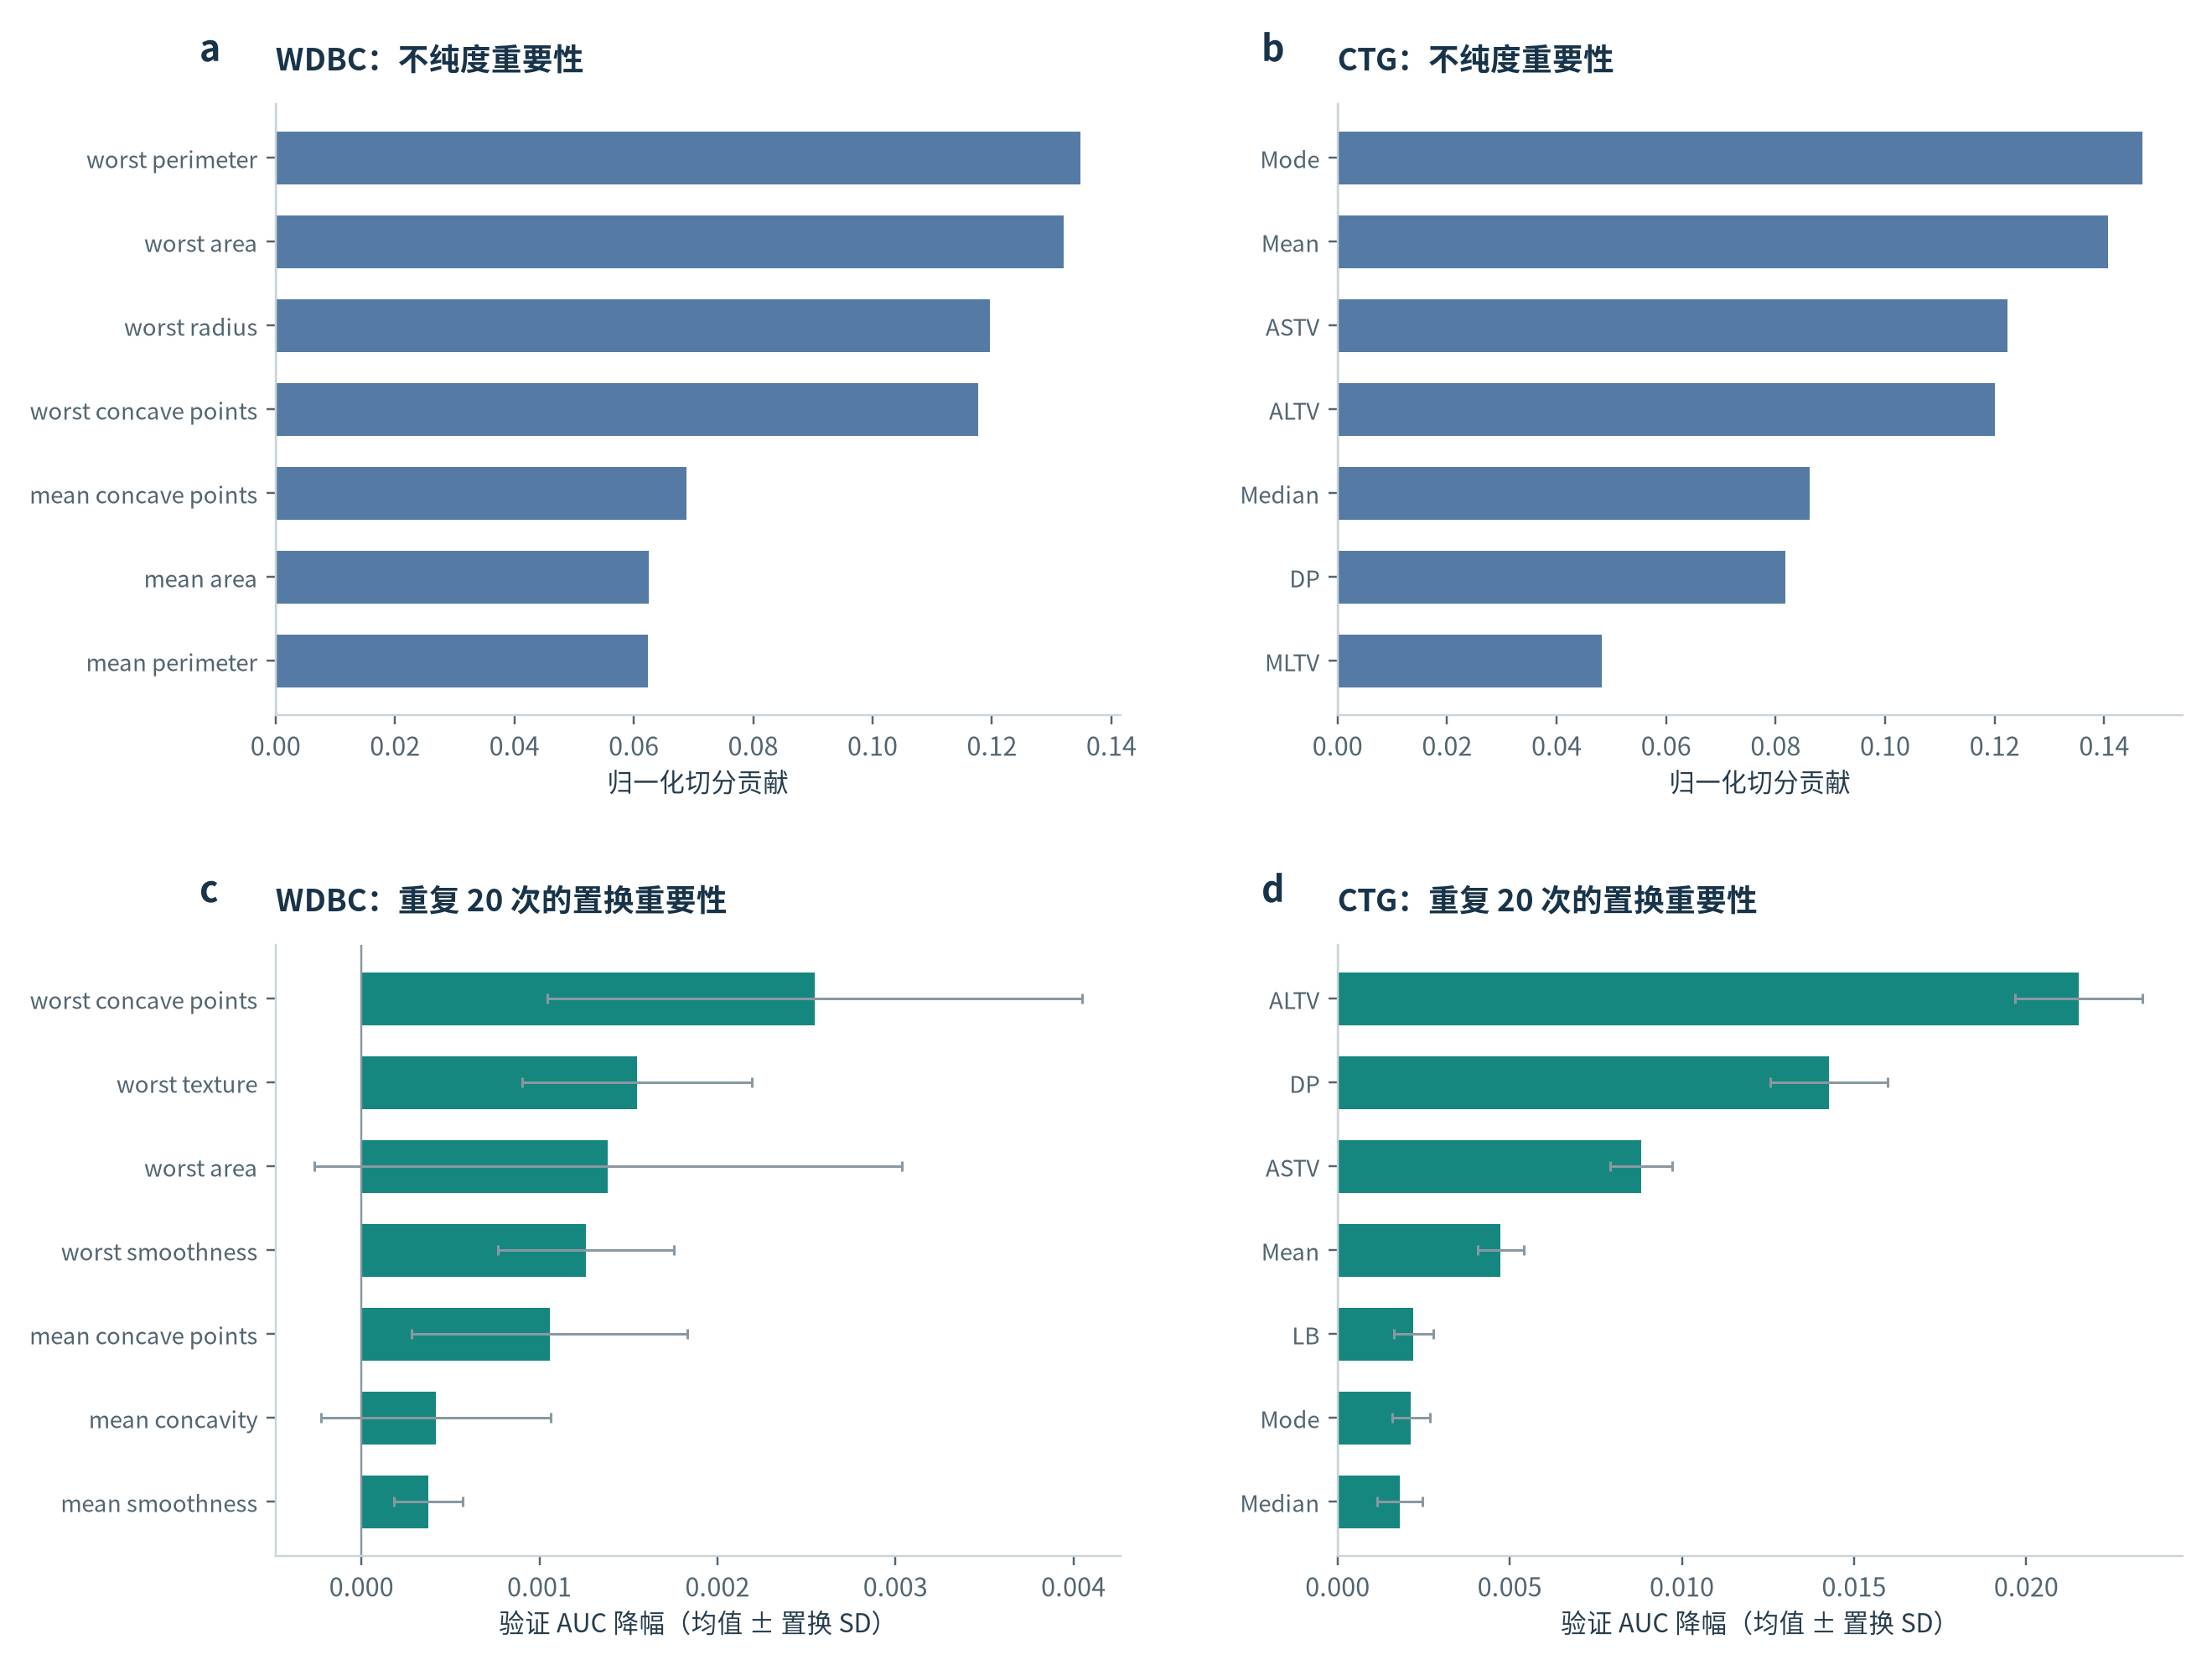 a
WDBC：不纯度重要性
worst perimeter
worst area
worst radius
worst concave points
mean concave points
mean area
mean perimeter
0.00 0.02 0.04 0.06 0.08 0.10 0.12 0.14
归一化切分贡献
b
CTG：不纯度重要性
Mode
Mean
ASTV
ALTV
Median
DP
MLTV
0.00 0.02 0.04 0.06 0.08 0.10 0.12 0.14
归一化切分贡献
c
WDBC：重复 20 次的置换重要性
worst concave points
worst texture
worst area
worst smoothness
mean concave points
mean concavity
mean smoothness
0.000 0.001 0.002 0.003 0.004
验证 AUC 降幅（均值 ± 置换 SD）
d
CTG：重复 20 次的置换重要性
ALTV
DP
ASTV
Mean
LB
Mode
Median
0.000 0.005 0.010 0.015 0.020
验证 AUC 降幅（均值 ± 置换 SD）